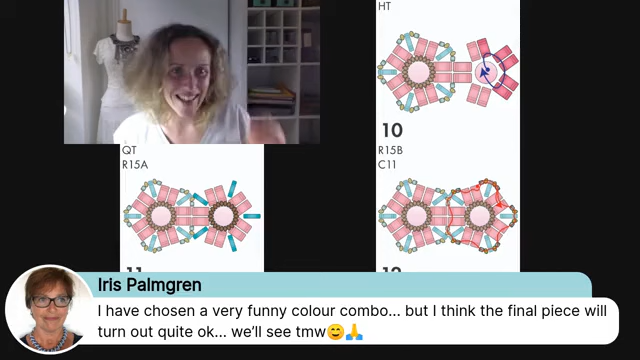 HT
10
QT
R15A
R15B
C11
11
12
Iris Palmgren
I have chosen a very funny colour combo... but I think the final piece will
turn out quite ok... we'll see tmw😊🙏